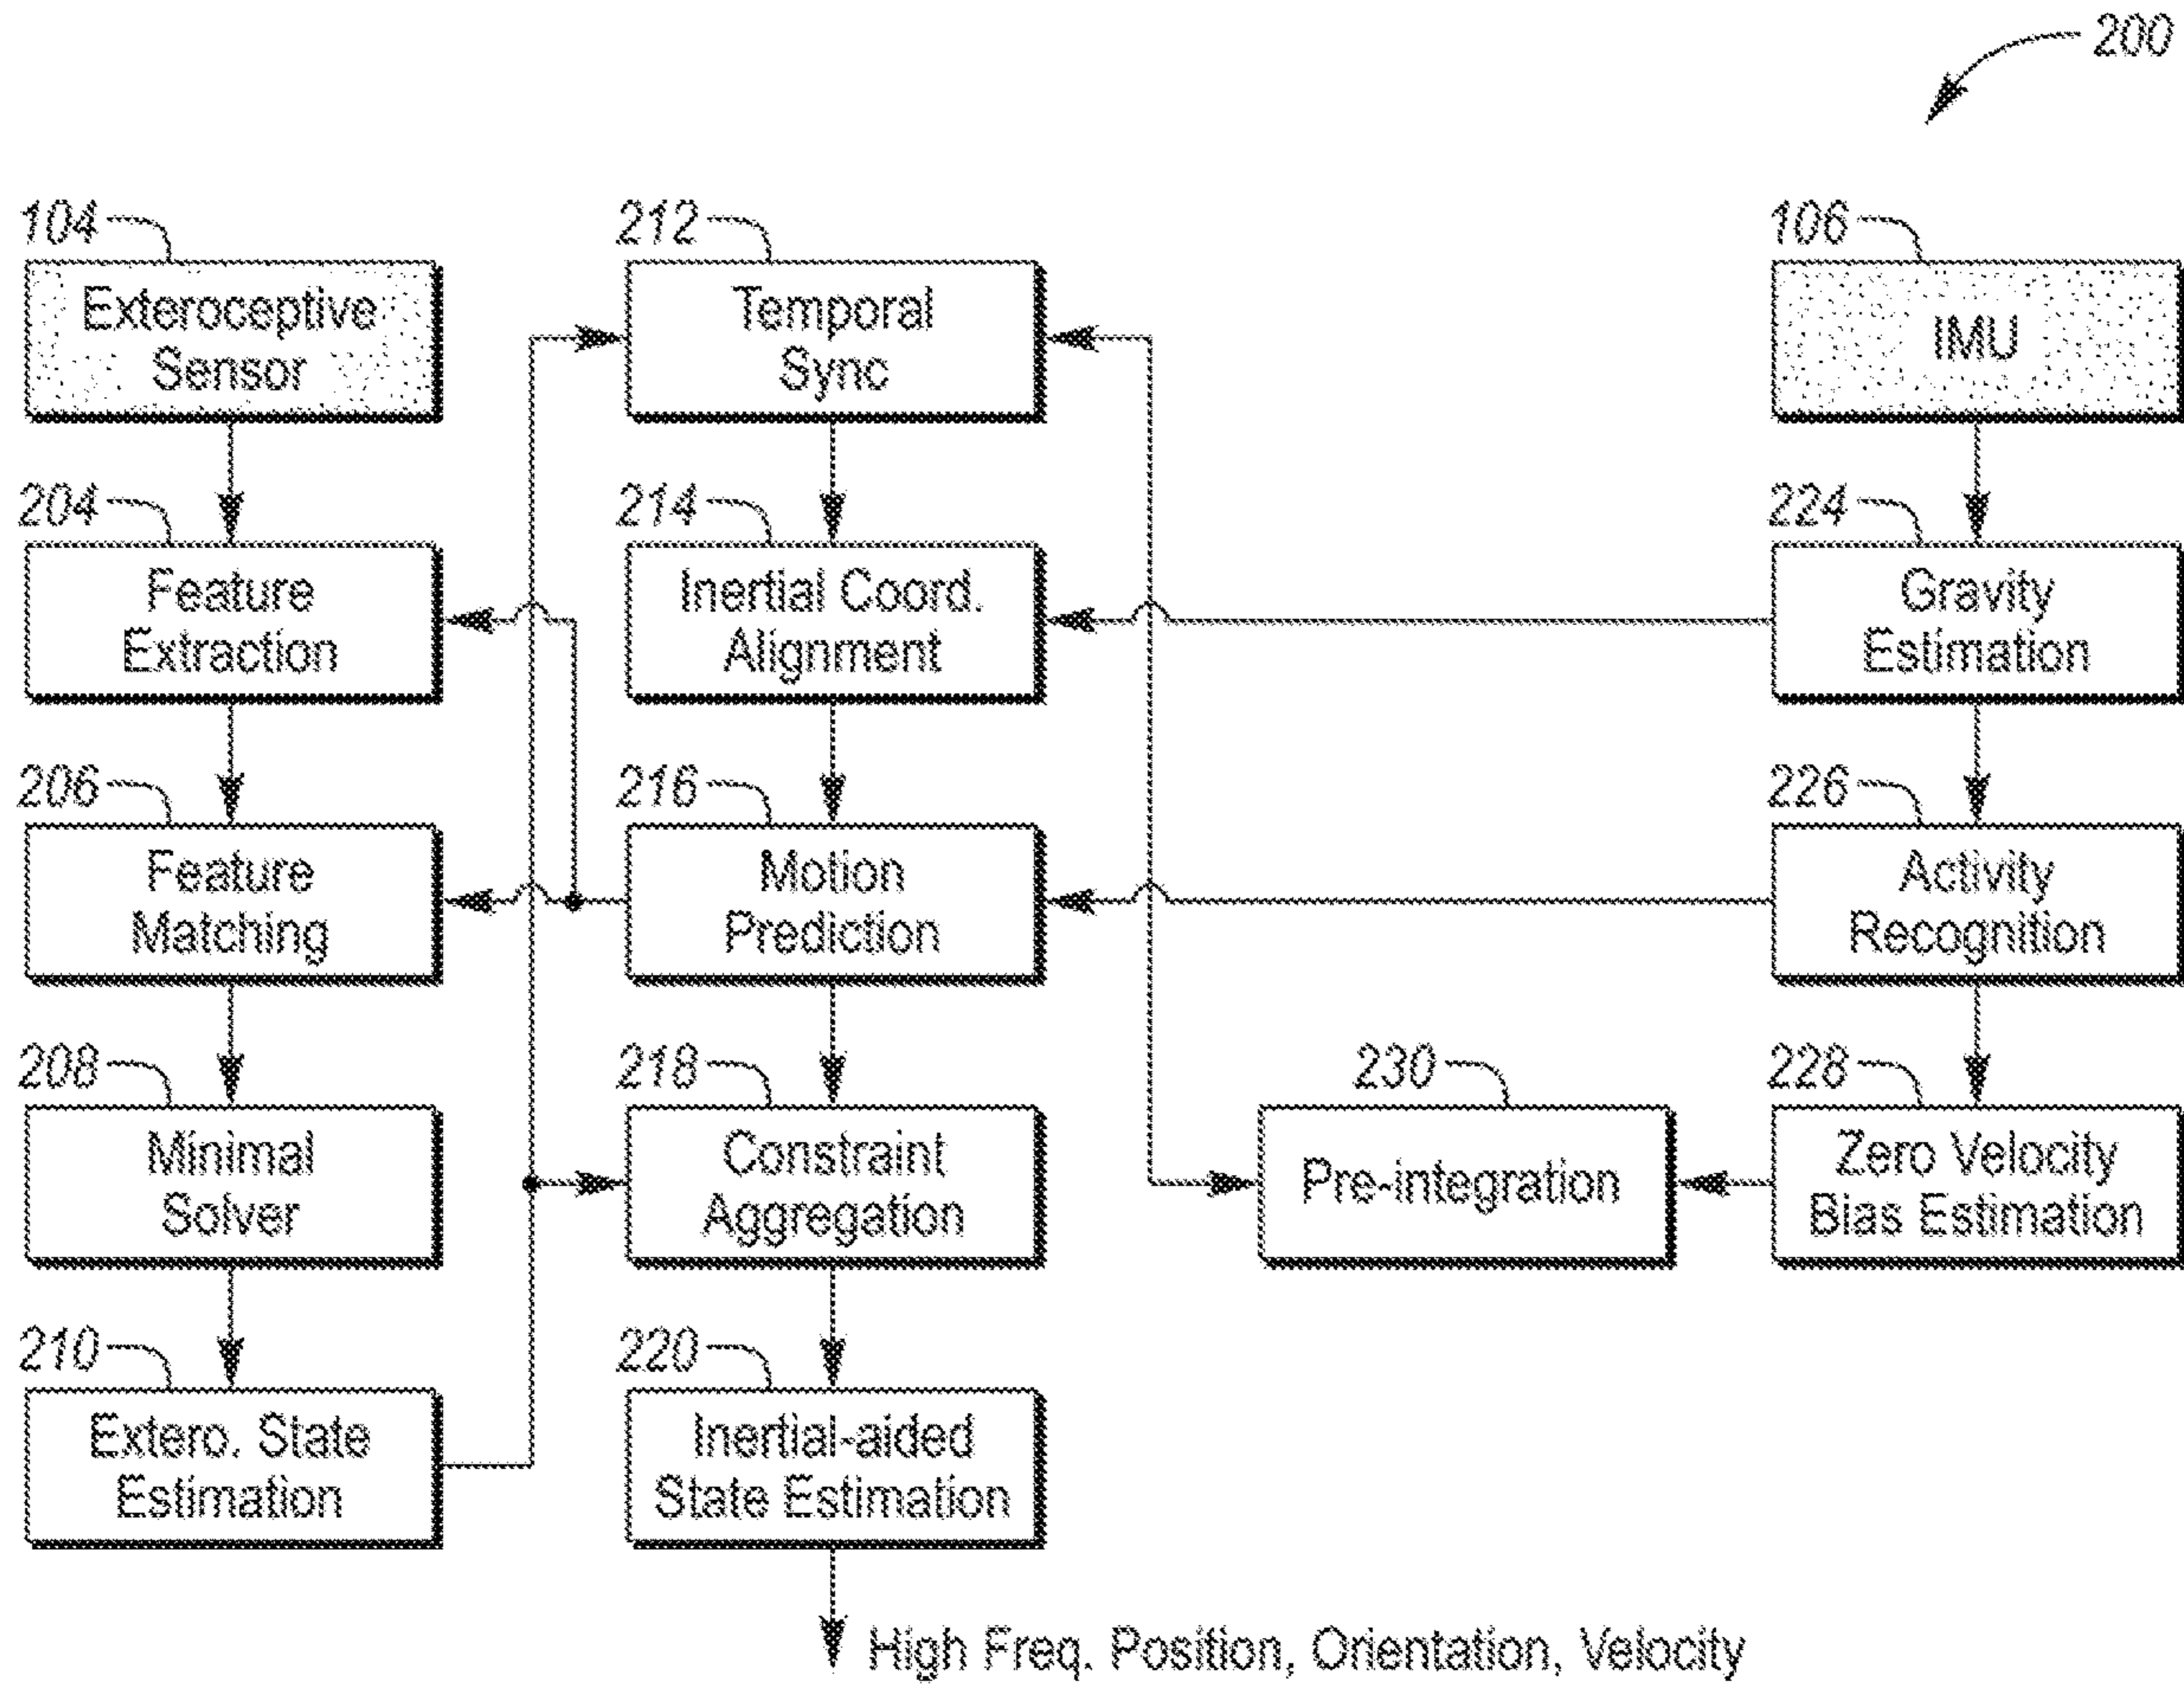 200
104
212
106
Exteroceptive
Sensor
Temporal
Sync
IMU
204
214
224
Feature
Extraction
Inertial Coord.
Alignment
Gravity
Estimation
206
216
226
Feature
Matching
Motion
Prediction
Activity
Recognition
208
218
230
228
Minimal
Solver
Constraint
Aggregation
Pre-integration
Zero Velocity
Bias Estimation
210
220
Extero. State
Estimation
Inertial-aided
State Estimation
High Freq. Position, Orientation, Velocity